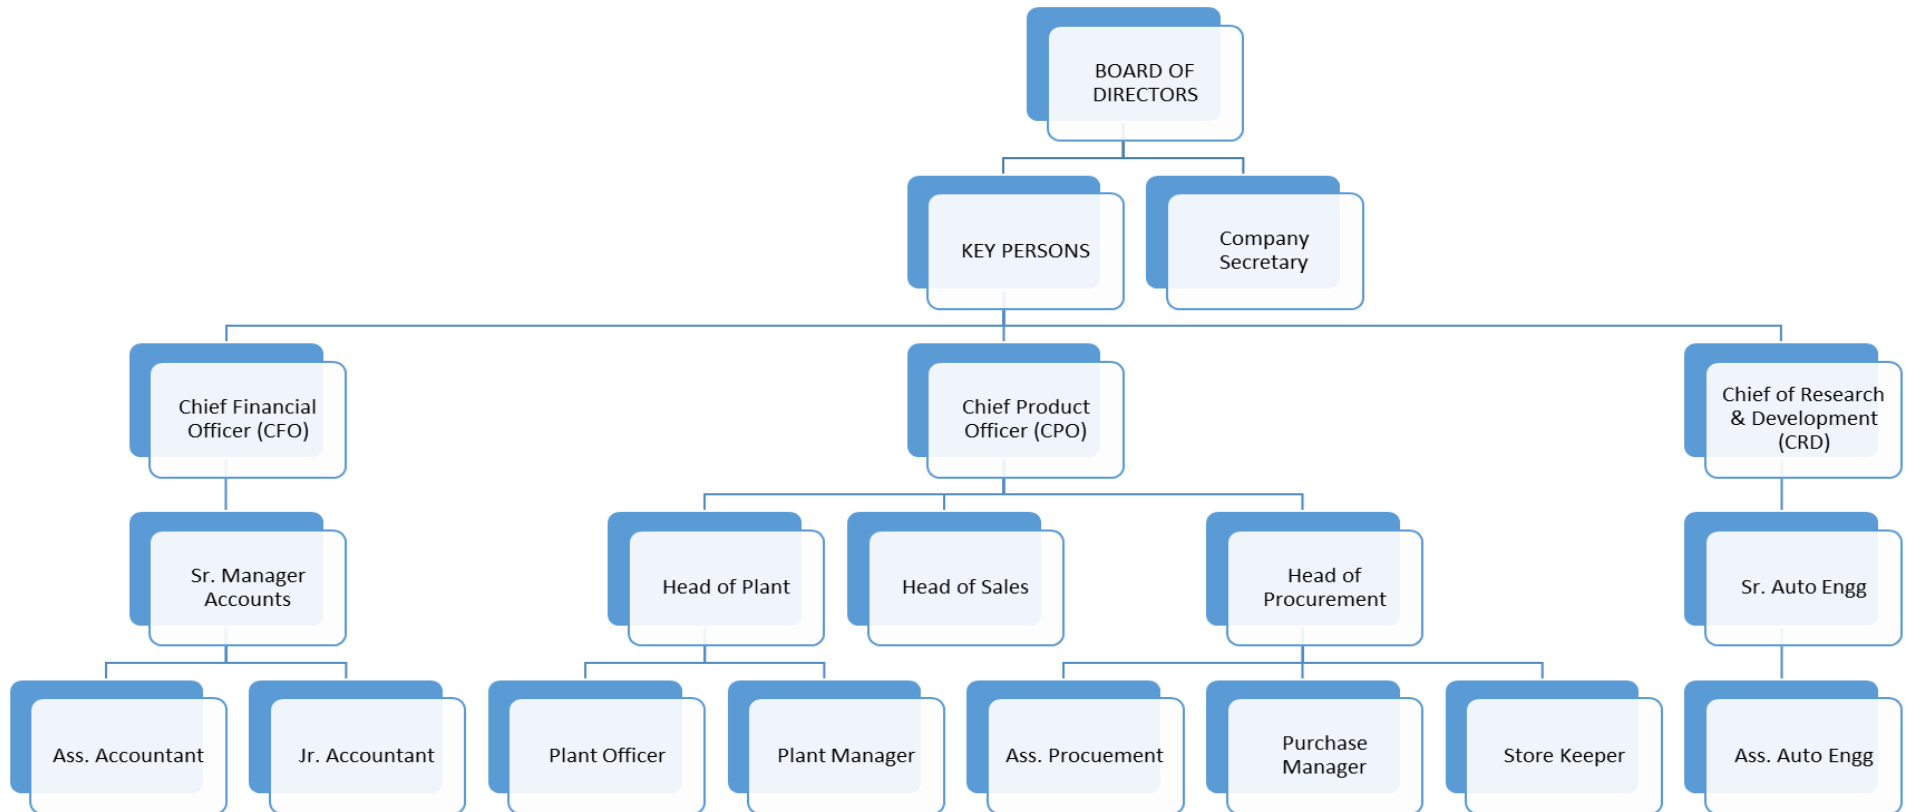 BOARD OF
DIRECTORS
KEY PERSONS
Company
Secretary
Chief Financial
Officer (CFO)
Chief Product
Officer (CPO)
Chief of Research
& Development
(CRD)
Sr. Manager
Accounts
Head of Plant
Head of Sales
Head of
Procurement
Sr. Auto Engg
Ass. Accountant
Jr. Accountant
Plant Officer
Plant Manager
Ass. Procuement
Purchase
Manager
Store Keeper
Ass. Auto Engg